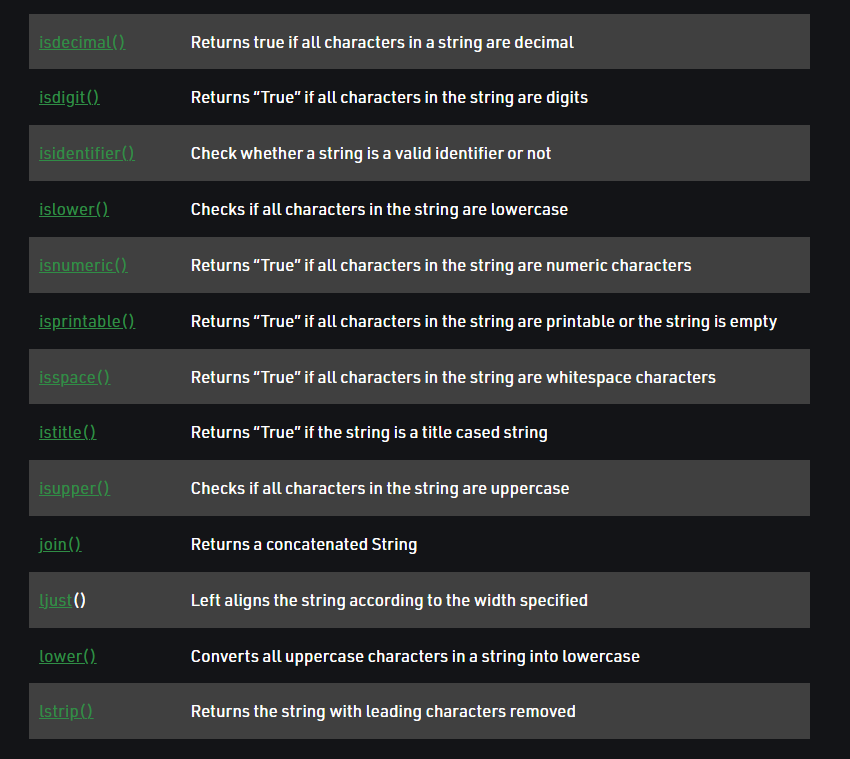 isdecimal() Returns true if all characters in a string are decimal
isdigit() Returns “True” if all characters in the string are digits
isidentifier() Check whether a string is a valid identifier or not
islower() Checks if all characters in the string are lowercase
isnumeric() Returns “True” if all characters in the string are numeric characters
isprintable() Returns “True” if all characters in the string are printable or the string is empty
isspace() Returns “True” if all characters in the string are whitespace characters
istitle() Returns “True” if the string is a title cased string
isupper() Checks if all characters in the string are uppercase
join() Returns a concatenated String
ljust() Left aligns the string according to the width specified
lower() Converts all uppercase characters in a string into lowercase
lstrip() Returns the string with leading characters removed